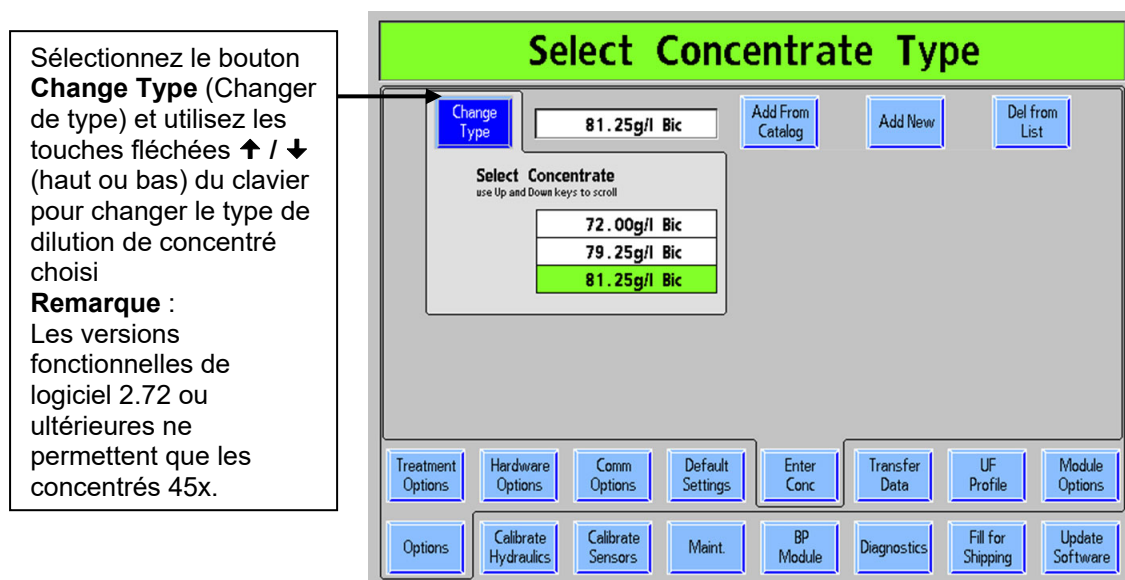 Sélectionnez le bouton
Change Type (Changer
de type) et utilisez les
touches fléchées ↑ / ↓
(haut ou bas) du clavier
pour changer le type de
dilution de concentré
choisi
Remarque :
Les versions
fonctionnelles de
logiciel 2.72 ou
ultérieures ne
permettent que les
concentrés 45x.
Select Concentrate Type
Change
Type
81.25g/l Bic
Add From
Catalog
Add New
Del from
List
Select Concentrate
use Up and Down keys to scroll
72.00g/l Bic
79.25g/l Bic
81.25g/l Bic
Treatment
Options
Hardware
Options
Comm
Options
Default
Settings
Enter
Conc
Transfer
Data
UF
Profile
Module
Options
Options
Calibrate
Hydraulics
Calibrate
Sensors
Maint.
BP
Module
Diagnostics
Fill for
Shipping
Update
Software